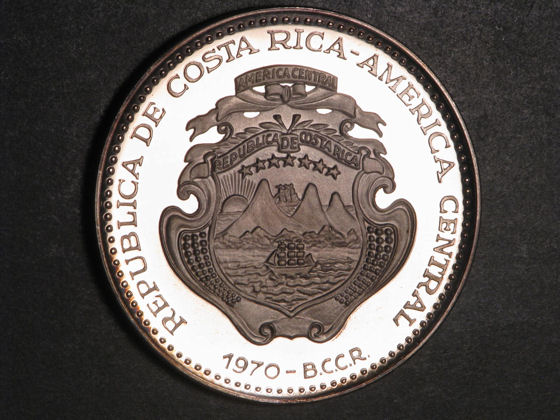 REPUBLICA DE COSTA RICA-AMERICA CENTRAL
AMERICA CENTRAL
REPUBLICA DE COSTA RICA
1970-B.C.C.R.